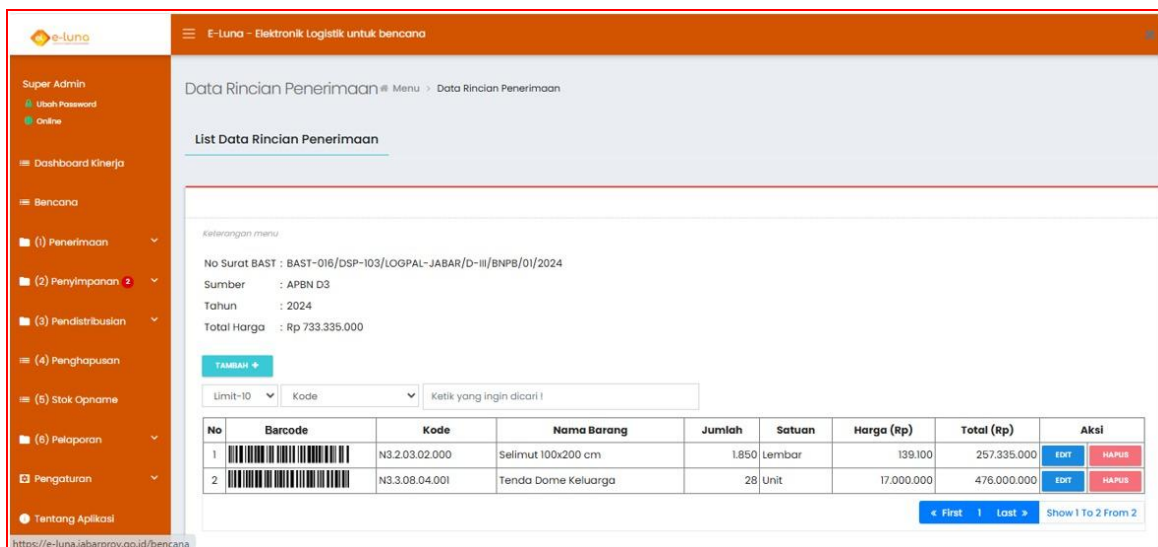 e-luna
E-Luna - Elektronik Logistik untuk bencana
Super Admin
Ubah Password
Online
Dashboard Kinerja
Bencana
(1) Penerimaan
(2) Penyimpanan 2
(3) Pendistribusian
(4) Penghapusan
(5) Stok Opname
(6) Pelaporan
Pengaturan
Tentang Aplikasi
https://e-luna.jabarprov.go.id/bencana
Data Rincian Penerimaan Menu > Data Rincian Penerimaan
List Data Rincian Penerimaan
Keterangan menu
No Surat BAST : BAST-016/DSP-103/LOGPAL-JABAR/D-III/BNPB/01/2024
Sumber : APBN D3
Tahun : 2024
Total Harga : Rp 733.335.000
TAMBAH +
Limit-10 Kode Ketik yang ingin dicari !
No Barcode Kode Nama Barang Jumlah Satuan Harga (Rp) Total (Rp) Aksi
1 N3.2.03.02.000 Selimut 100x200 cm 1.850 Lembar 139.100 257.335.000 EDIT HAPUS
2 N3.3.08.04.001 Tenda Dome Keluarga 28 Unit 17.000.000 476.000.000 EDIT HAPUS
« First 1 Last » Show 1 To 2 From 2